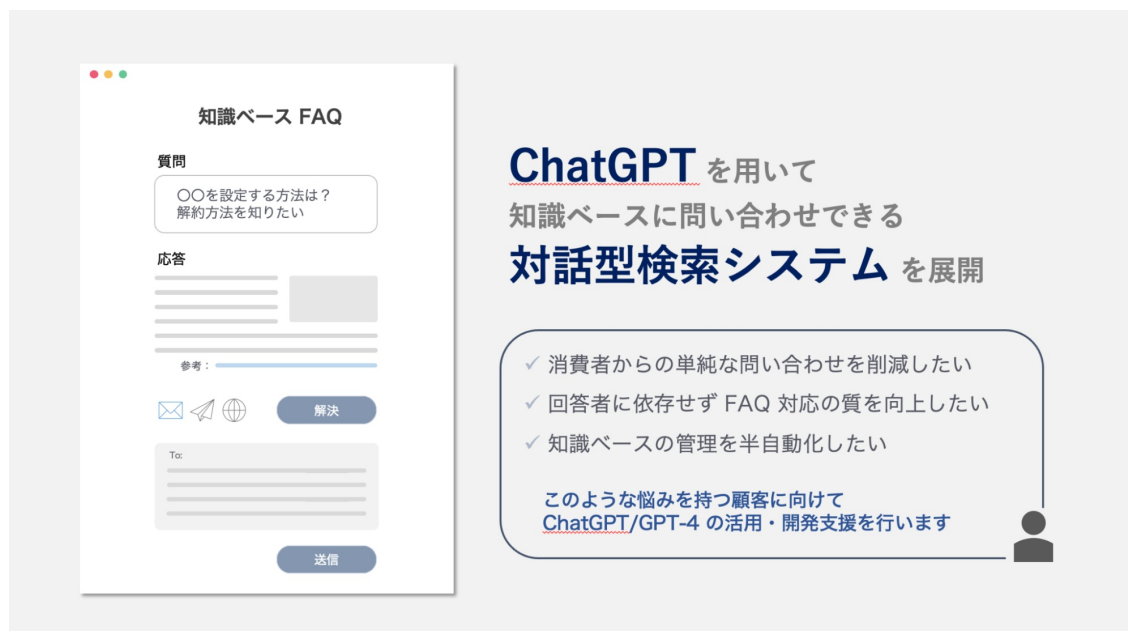 知識ベース FAQ
質問
〇〇を設定する方法は？
解約方法を知りたい
応答
参考：
解決
To:
送信
ChatGPT を用いて
知識ベースに問い合わせできる
対話型検索システム を展開
✓ 消費者からの単純な問い合わせを削減したい
✓ 回答者に依存せず FAQ 対応の質を向上したい
✓ 知識ベースの管理を半自動化したい
このような悩みを持つ顧客に向けて
ChatGPT/GPT-4 の活用・開発支援を行います